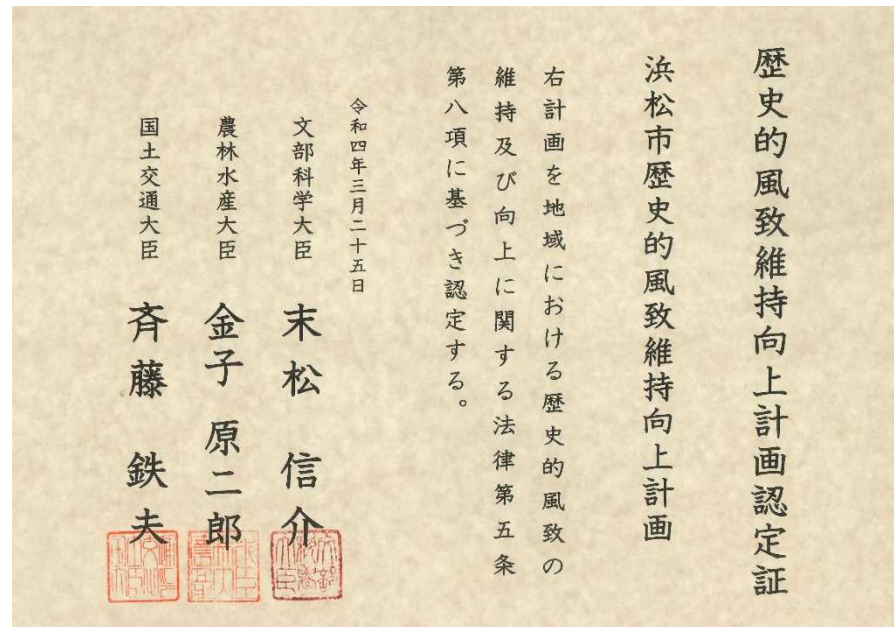 歴史的風致維持向上計画認定証
浜松市歴史的風致維持向上計画
右計画を地域における歴史的風致の
維持及び向上に関する法律第五条
第八項に基づき認定する。
令和四年三月二十五日
文部科学大臣 末松 信介
農林水産大臣 金子 原二郎
国土交通大臣 斉藤 鉄夫